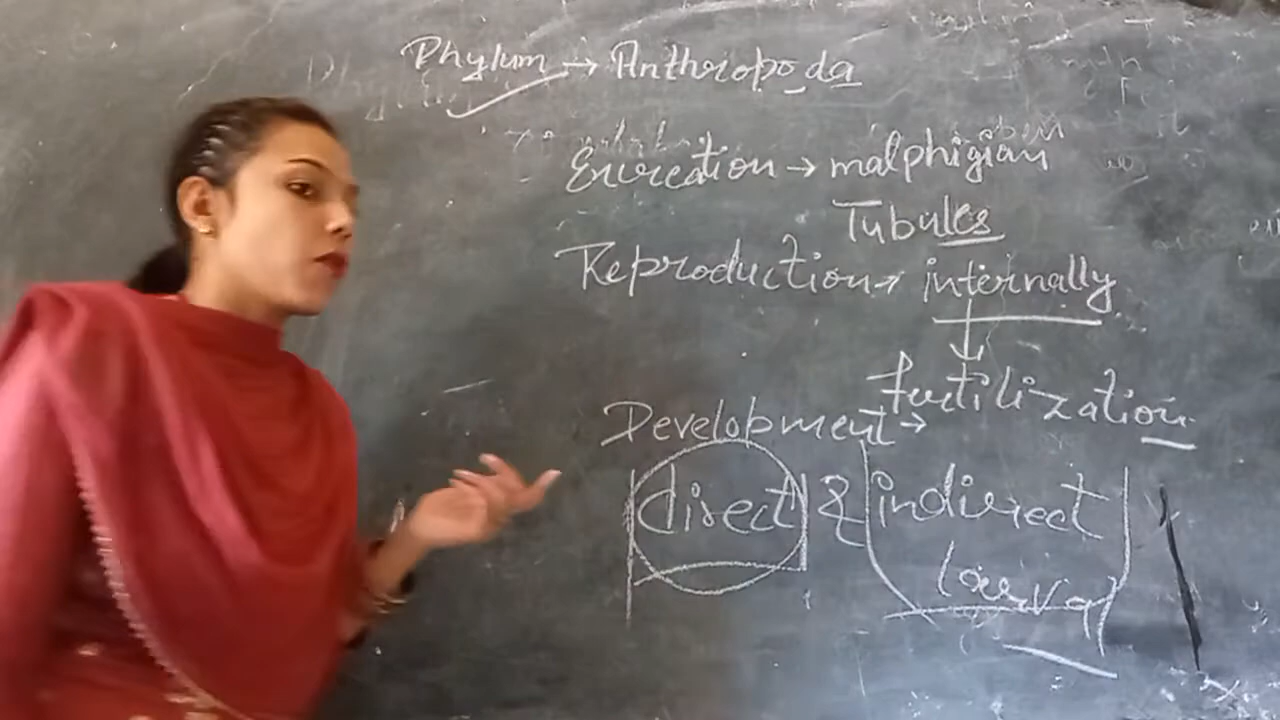 Phylum → Anthropoda
Excreation → malphigian
Tubules
Reproduction → internally
fertilization
Development →
direct & indirect
larval